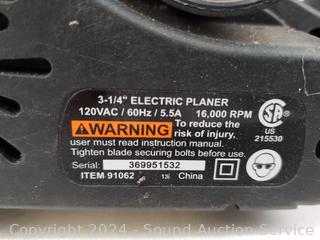 3-1/4" ELECTRIC PLANER
120VAC / 60Hz / 5.5A 16,000 RPM
WARNING To reduce the
risk of injury,
user must read instruction manual.
Tighten blade securing bolts before use.
Serial: 369951532
ITEM 91062 13i China
SA
US
215530
Copyright 2024 - Sound Auction Service